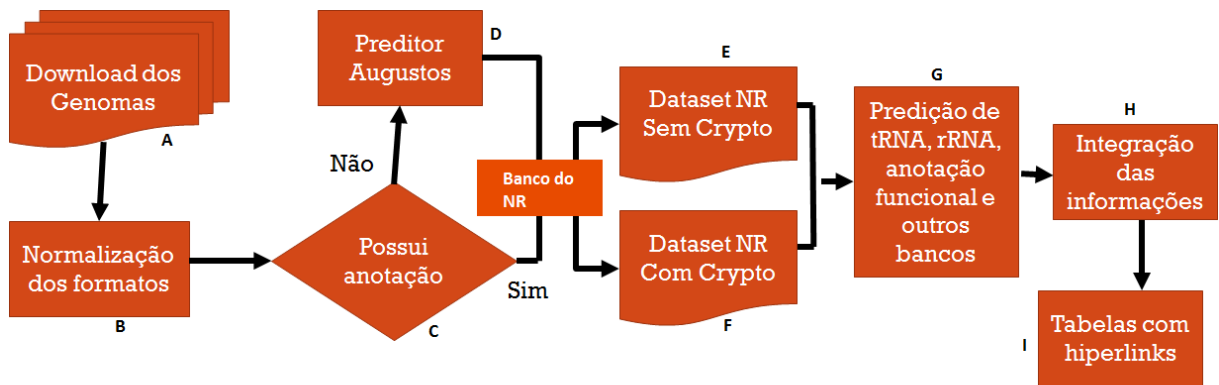 Download dos
Genomas
A
Normalização
dos formatos
B
Possui
anotação
C
Não
Sim
Preditor
Augustos
D
Banco do
NR
E
Dataset NR
Sem Crypto
Dataset NR
Com Crypto
F
G
Predição de
tRNA, rRNA,
anotação
funcional e
outros
bancos
H
Integração
das
informações
I
Tabelas com
hiperlinks